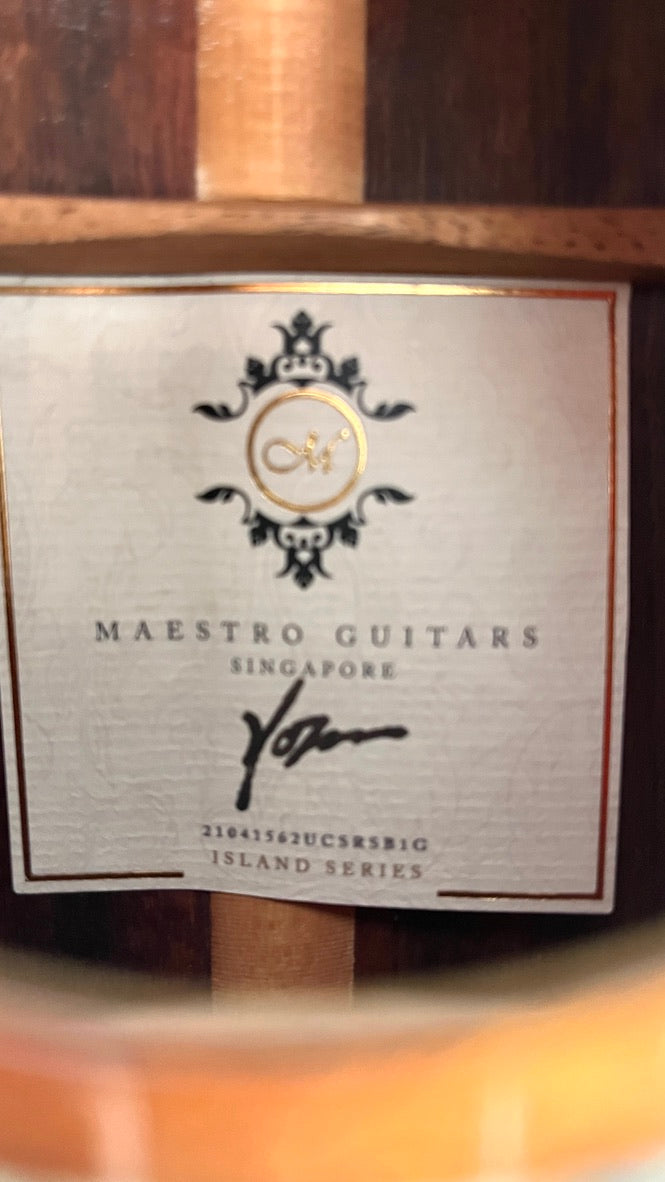 M
MAESTRO GUITARS
SINGAPORE
21041562UCSRSB1G
ISLAND SERIES